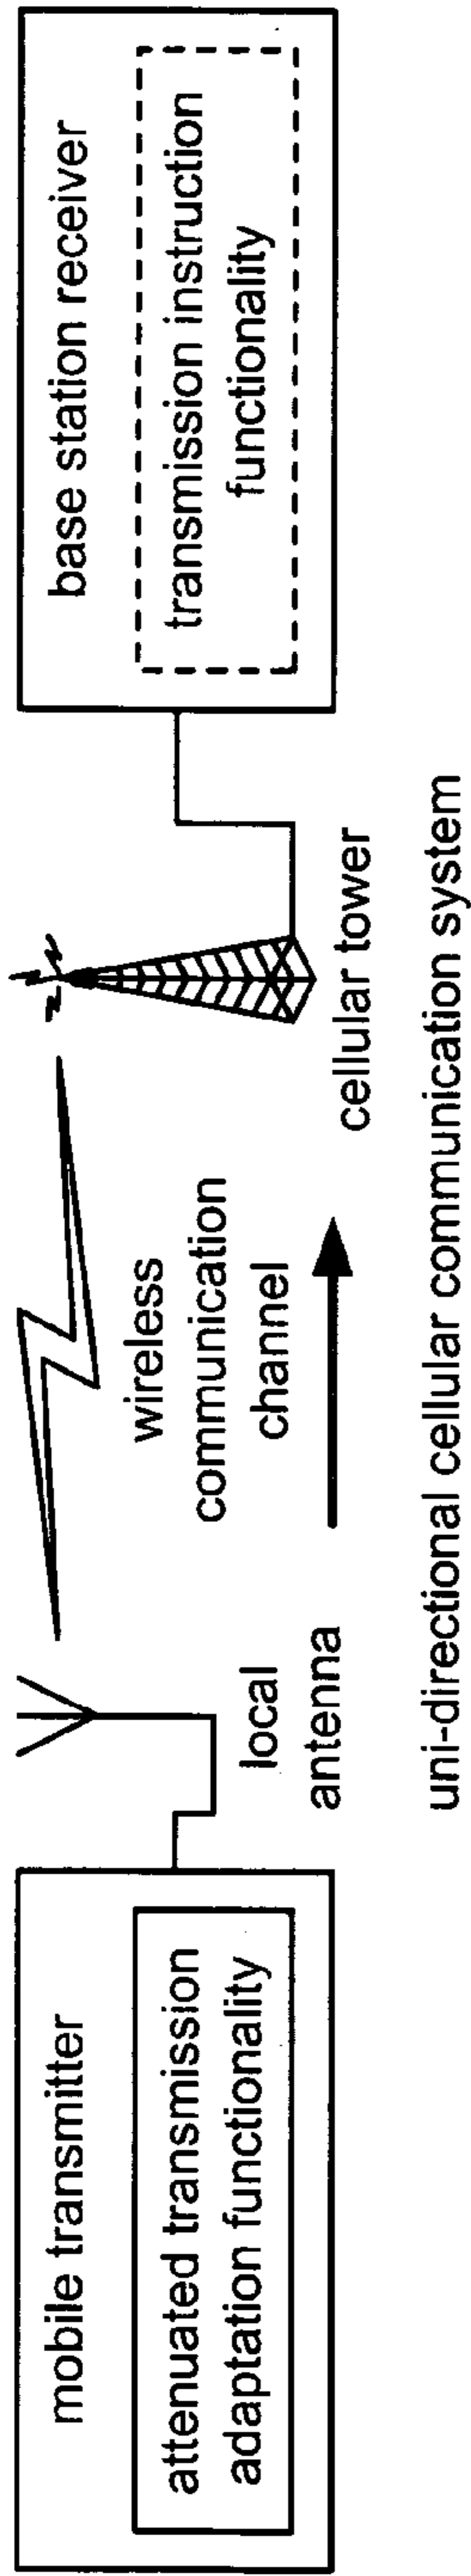 mobile transmitter
attenuated transmission
adaptation functionality
local
antenna
wireless
communication
channel
cellular tower
base station receiver
transmission instruction
functionality
uni-directional cellular communication system